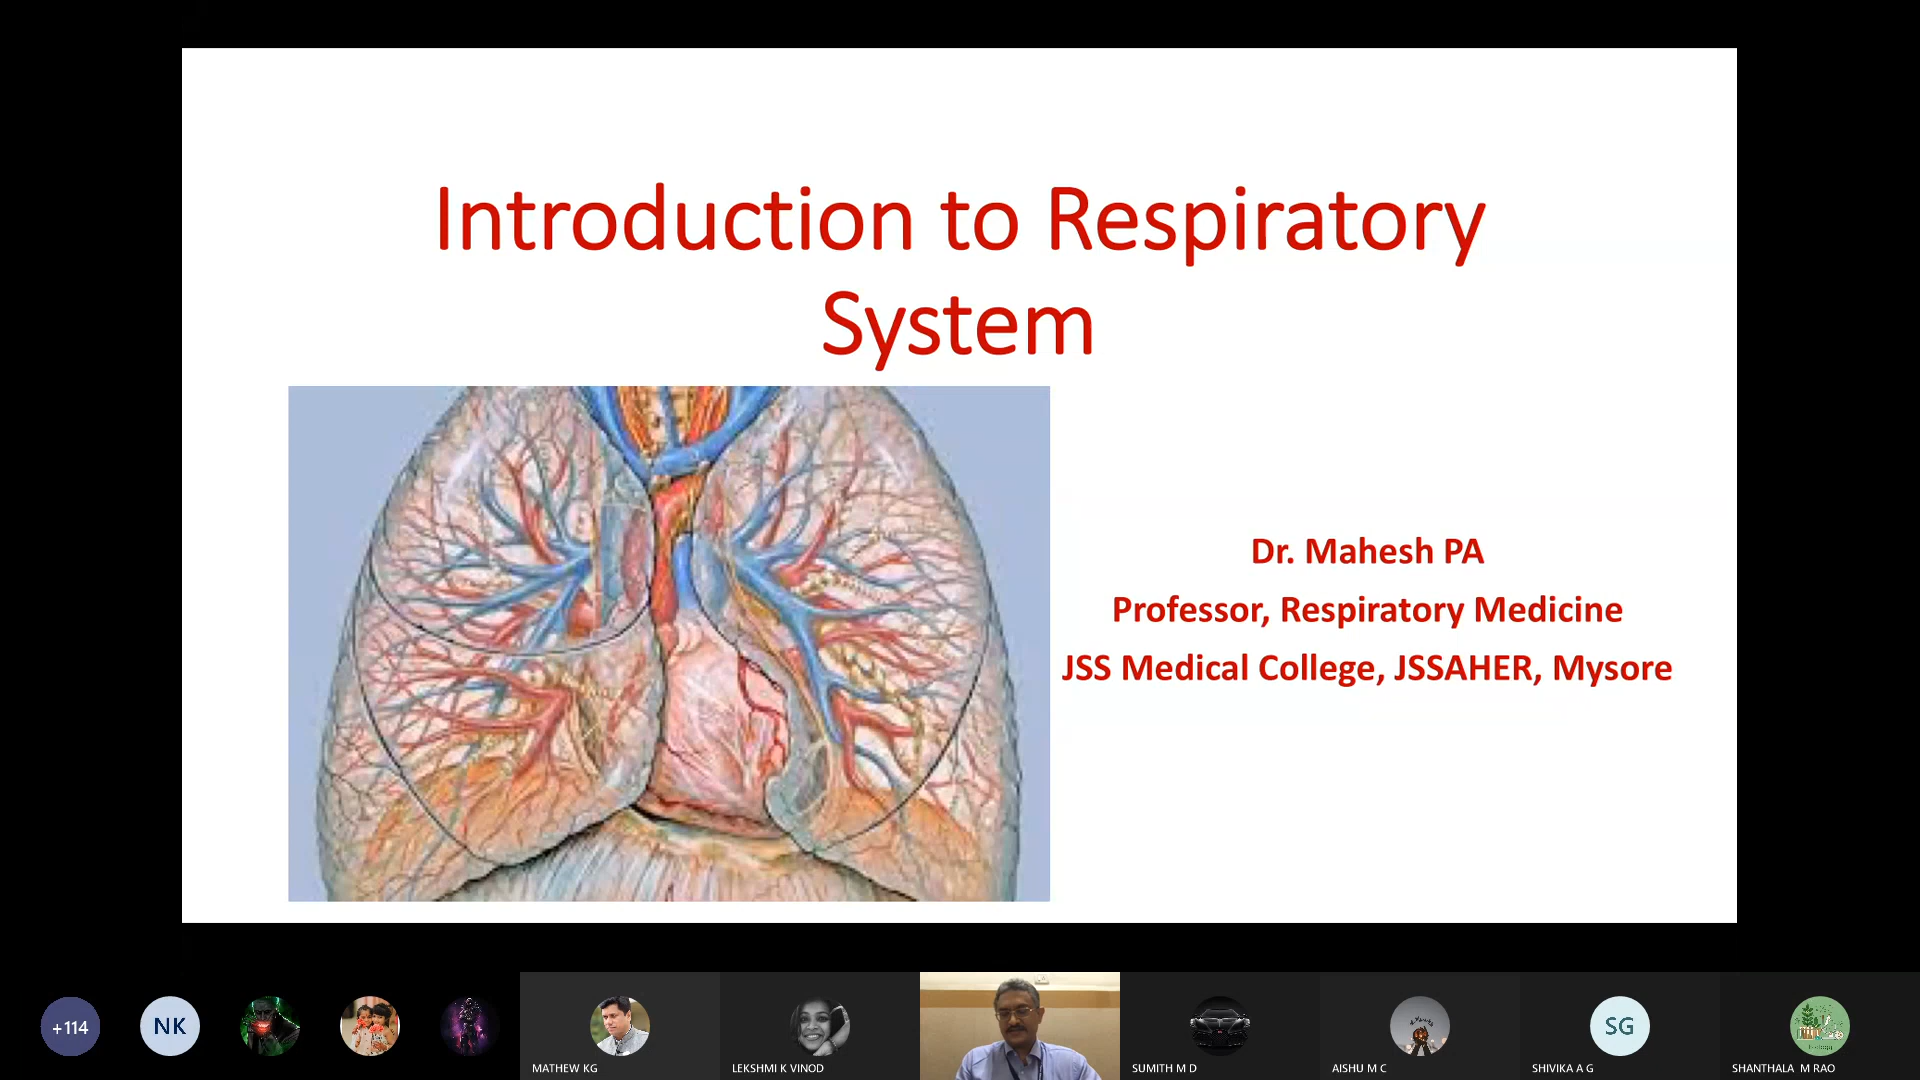 Introduction to Respiratory
System
Dr. Mahesh PA
Professor, Respiratory Medicine
JSS Medical College, JSSAHER, Mysore
+114
NK
SG
MATHEW KG
LEKSHMI K VINOD
SUMITH M D
AISHU M C
SHIVIKA A G
SHANTHALA M RAO